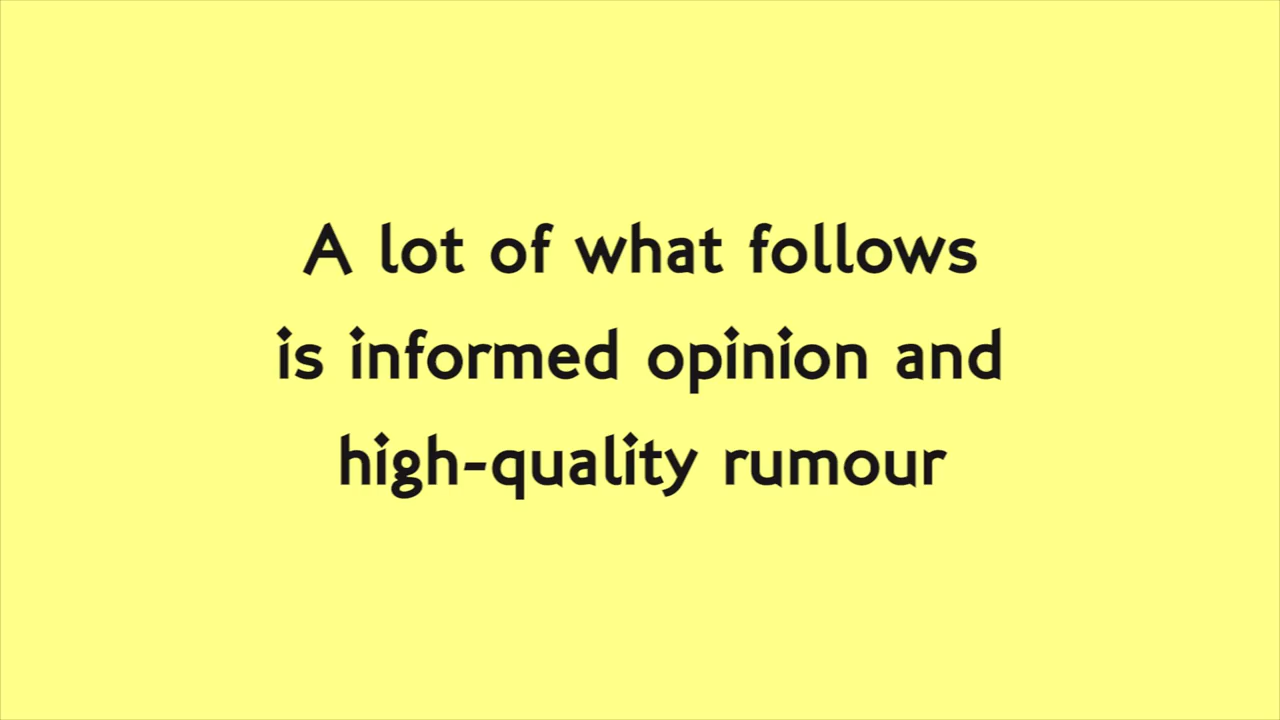 A lot of what follows
is informed opinion and
high-quality rumour